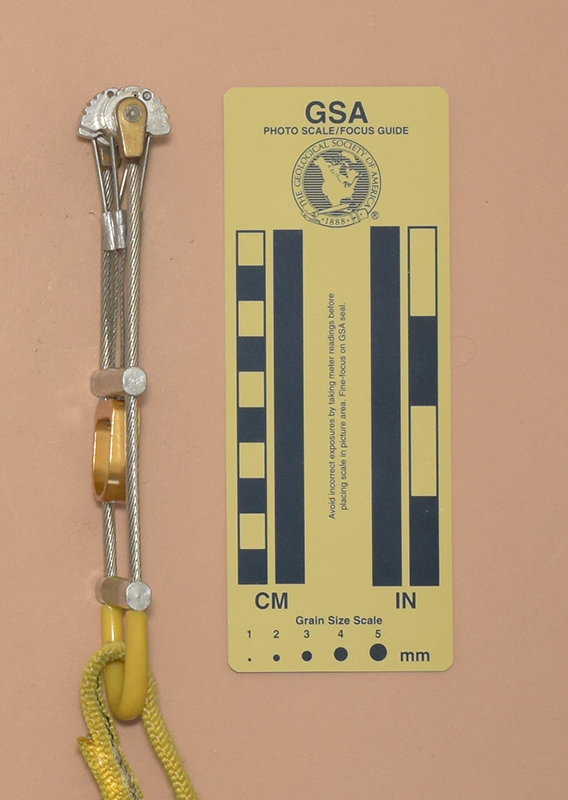 GSA
PHOTO SCALE/FOCUS GUIDE
THE GEOLOGICAL SOCIETY OF AMERICA
1888
®
Avoid incorrect exposures by taking meter readings before
placing scale in picture area. Fine-focus on GSA seal.
CM
IN
Grain Size Scale
1 2 3 4 5
mm